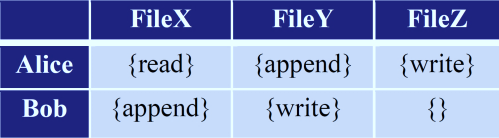 FileX FileY FileZ
Alice {read} {append} {write}
Bob {append} {write} {}